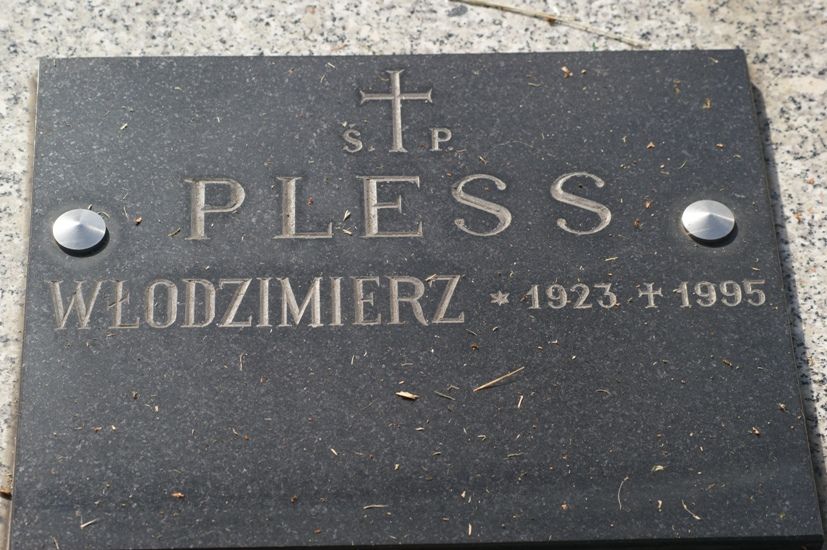 Ś. P.
PLESS
WŁODZIMIERZ * 1923 ✝ 1995